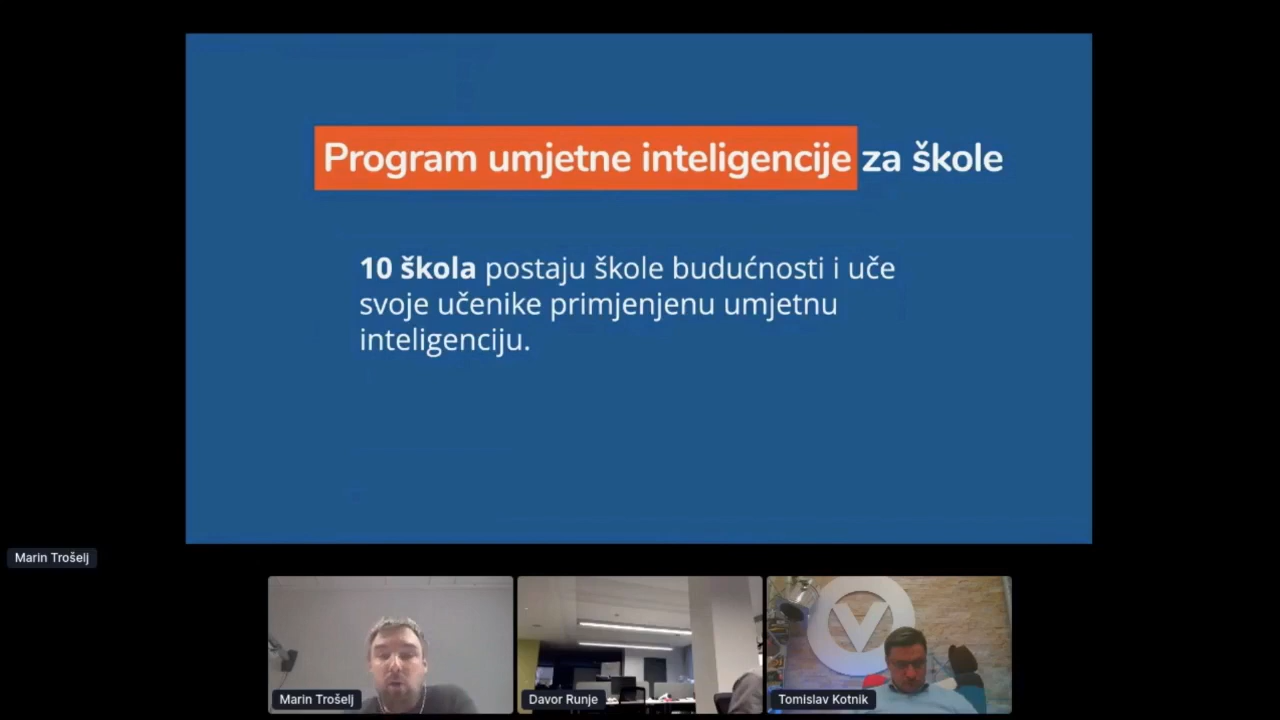 Program umjetne inteligencije za škole
10 škola postaju škole budućnosti i uče
svoje učenike primjenjenu umjetnu
inteligenciju.
Marin Trošelj
Marin Trošelj
Davor Runje
Tomislav Kotnik